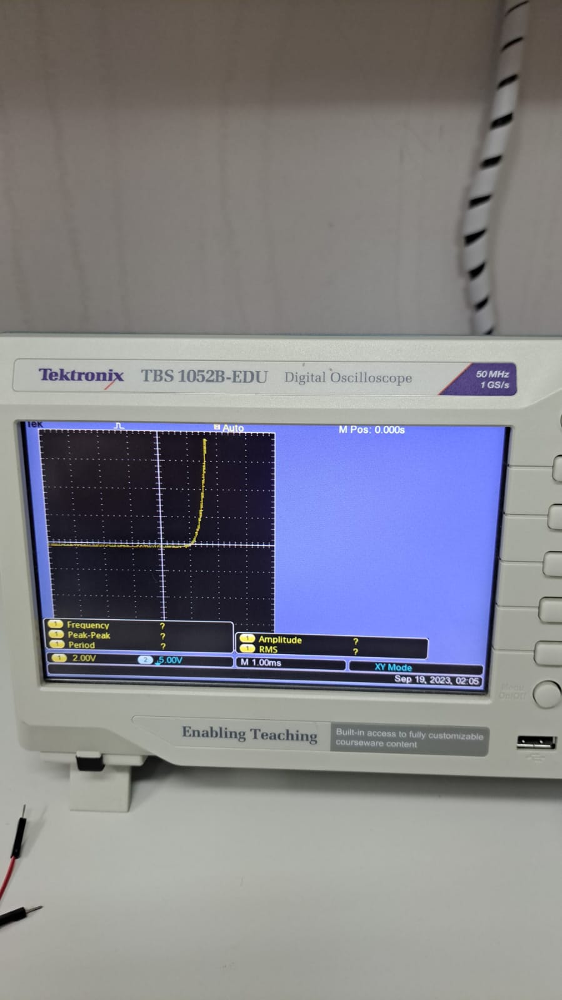 Tektronix TBS 1052B-EDU Digital Oscilloscope
50 MHz
1 GS/s
Tek Auto M Pos: 0.000s
1 Frequency ?
1 Peak-Peak ?
1 Period ?
1 Amplitude ?
1 RMS ?
1 2.00V 2 5.00V M 1.00ms XY Mode
Sep 19, 2023, 02:05
Menu
On/Off
Enabling Teaching
Built-in access to fully customizable
courseware content